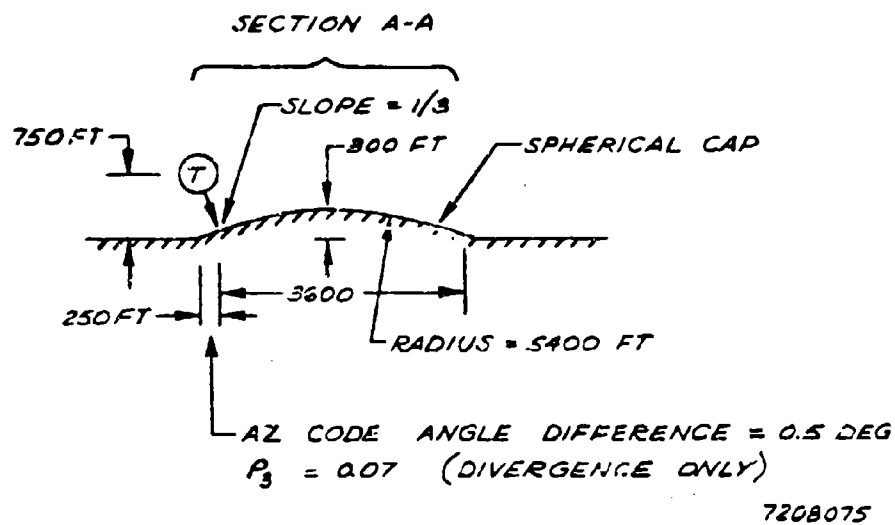 SECTION A-A
SLOPE = 1/3
750 FT
300 FT
SPHERICAL CAP
T
3600
250 FT
RADIUS = 5400 FT
AZ CODE ANGLE DIFFERENCE = 0.5 DEG
P3 = 0.07 (DIVERGENCE ONLY)
7208075